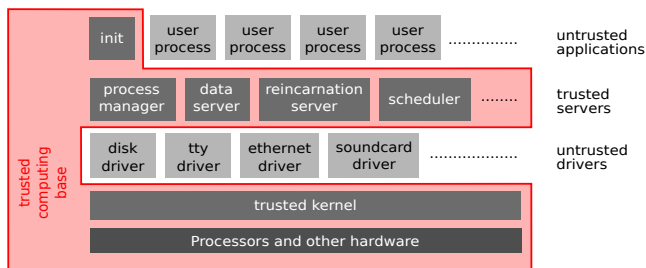 init
user
process
user
process
user
process
user
process
...............
untrusted
applications
process
manager
data
server
reincarnation
server
scheduler
........
trusted
servers
disk
driver
tty
driver
ethernet
driver
soundcard
driver
...................
untrusted
drivers
trusted
computing
base
trusted kernel
Processors and other hardware